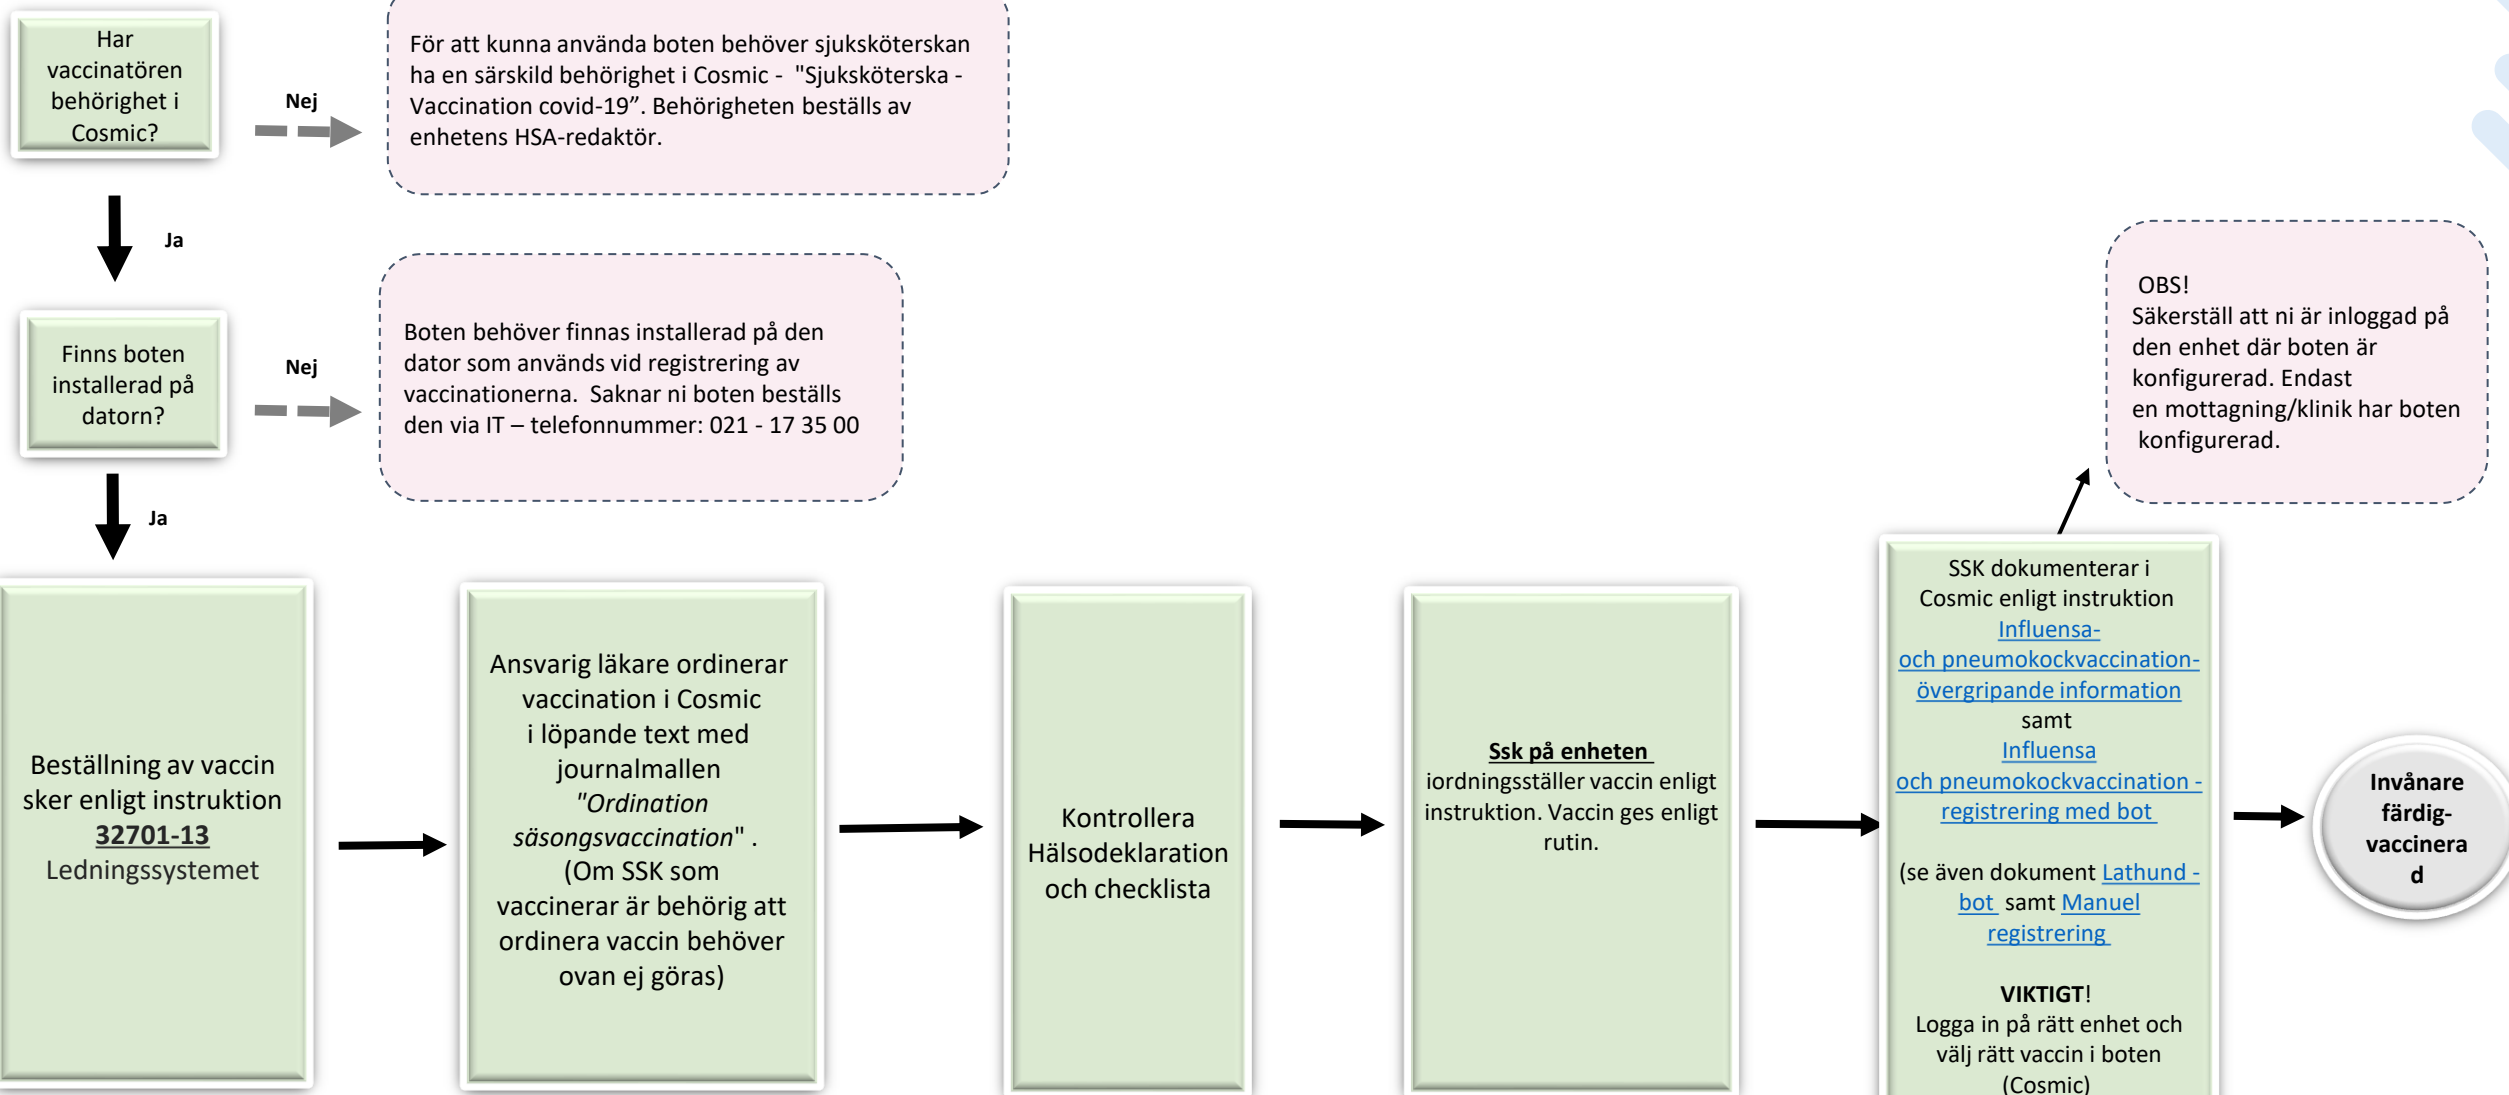 Har
vaccinatören
behörighet i
Cosmic?
Nej
För att kunna använda boten behöver sjuksköterskan
ha en särskild behörighet i Cosmic - "Sjuksköterska -
Vaccination covid-19”. Behörigheten beställs av
enhetens HSA-redaktör.
Ja
Finns boten
installerad på
datorn?
Nej
Boten behöver finnas installerad på den
dator som används vid registrering av
vaccinationerna. Saknar ni boten beställs
den via IT – telefonnummer: 021 - 17 35 00
OBS!
Säkerställ att ni är inloggad på
den enhet där boten är
konfigurerad. Endast
en mottagning/klinik har boten
konfigurerad.
Ja
Beställning av vaccin
sker enligt instruktion
32701-13
Ledningssystemet
Ansvarig läkare ordinerar
vaccination i Cosmic
i löpande text med
journalmallen
"Ordination
säsongsvaccination" .
(Om SSK som
vaccinerar är behörig att
ordinera vaccin behöver
ovan ej göras)
Kontrollera
Hälsodeklaration
och checklista
Ssk på enheten
iordningsställer vaccin enligt
instruktion. Vaccin ges enligt
rutin.
SSK dokumenterar i
Cosmic enligt instruktion
Influensa-
och pneumokockvaccination-
övergripande information
samt
Influensa
och pneumokockvaccination -
registrering med bot
(se även dokument Lathund -
bot samt Manuel
registrering
VIKTIGT!
Logga in på rätt enhet och
välj rätt vaccin i boten
(Cosmic)
Invånare
färdig-
vaccinera
d